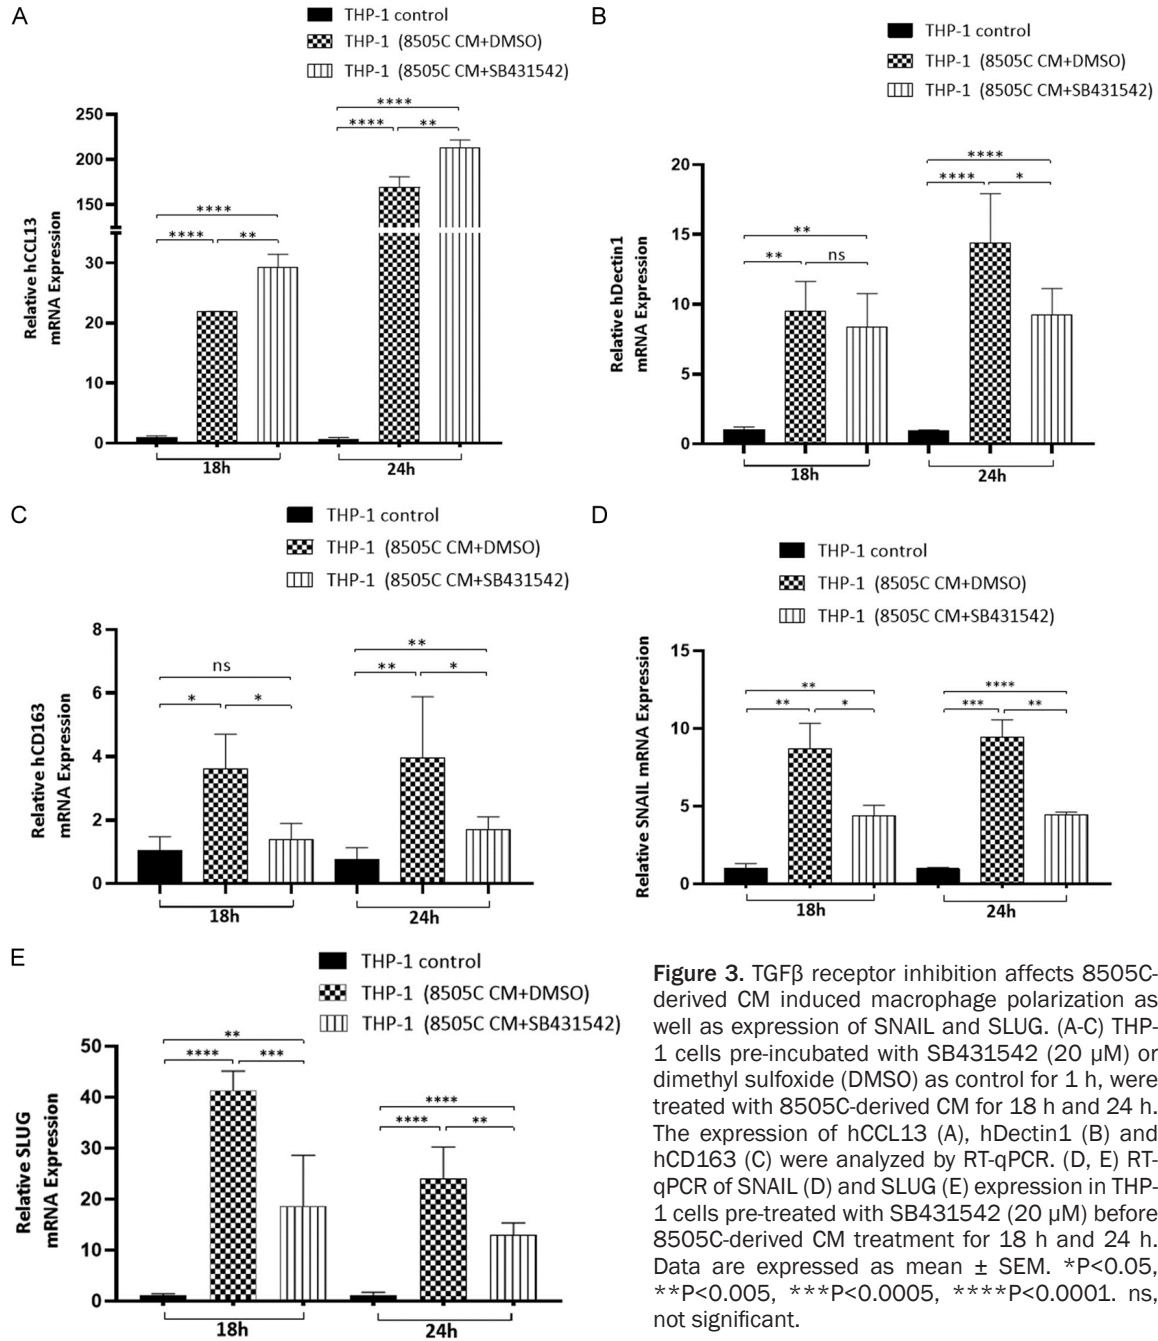 A
THP-1 control
THP-1 (8505C CM+DMSO)
THP-1 (8505C CM+SB431542)
Relative hCCL13
mRNA Expression
250
200
150
30
20
10
0
****
****
**
****
****
**
18h
24h
B
THP-1 control
THP-1 (8505C CM+DMSO)
THP-1 (8505C CM+SB431542)
Relative hDectin1
mRNA Expression
20
15
10
5
0
**
**
ns
****
****
*
18h
24h
C
THP-1 control
THP-1 (8505C CM+DMSO)
THP-1 (8505C CM+SB431542)
Relative hCD163
mRNA Expression
8
6
4
2
0
ns
*
*
**
**
*
18h
24h
D
THP-1 control
THP-1 (8505C CM+DMSO)
THP-1 (8505C CM+SB431542)
Relative SNAIL mRNA Expression
15
10
5
0
**
**
*
****
***
**
18h
24h
E
THP-1 control
THP-1 (8505C CM+DMSO)
THP-1 (8505C CM+SB431542)
Relative SLUG
mRNA Expression
50
40
30
20
10
0
**
****
***
****
****
**
18h
24h
Figure 3. TGFβ receptor inhibition affects 8505C-
derived CM induced macrophage polarization as
well as expression of SNAIL and SLUG. (A-C) THP-
1 cells pre-incubated with SB431542 (20 μM) or
dimethyl sulfoxide (DMSO) as control for 1 h, were
treated with 8505C-derived CM for 18 h and 24 h.
The expression of hCCL13 (A), hDectin1 (B) and
hCD163 (C) were analyzed by RT-qPCR. (D, E) RT-
qPCR of SNAIL (D) and SLUG (E) expression in THP-
1 cells pre-treated with SB431542 (20 μM) before
8505C-derived CM treatment for 18 h and 24 h.
Data are expressed as mean ± SEM. *P<0.05,
**P<0.005, ***P<0.0005, ****P<0.0001. ns,
not significant.